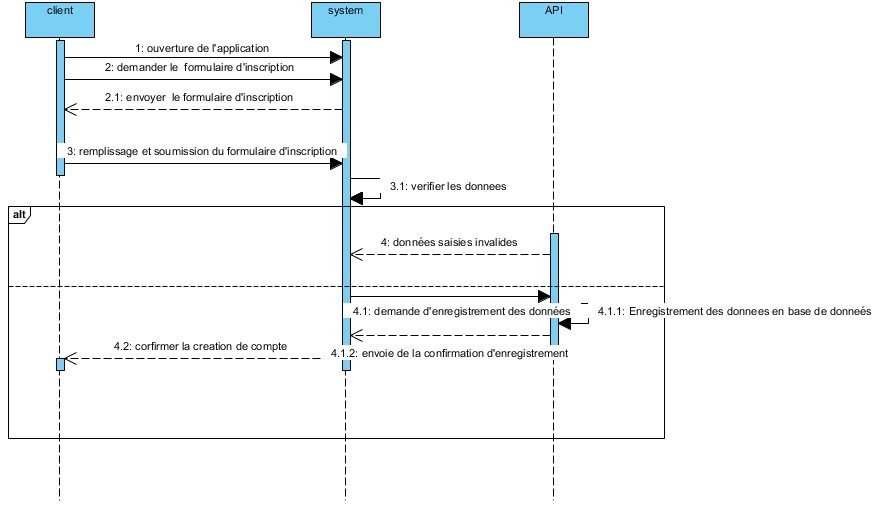 client
system
API
1: ouverture de l'application
2: demander le formulaire d'inscription
2.1: envoyer le formulaire d'inscription
3: remplissage et soumission du formulaire d'inscription
3.1: verifier les donnees
alt
4: données saisies invalides
4.1: demande d'enregistrement des données
4.1.1: Enregistrement des donnees en base de donneés
4.2: corfirmer la creation de compte
4.1.2: envoie de la confirmation d'enregistrement